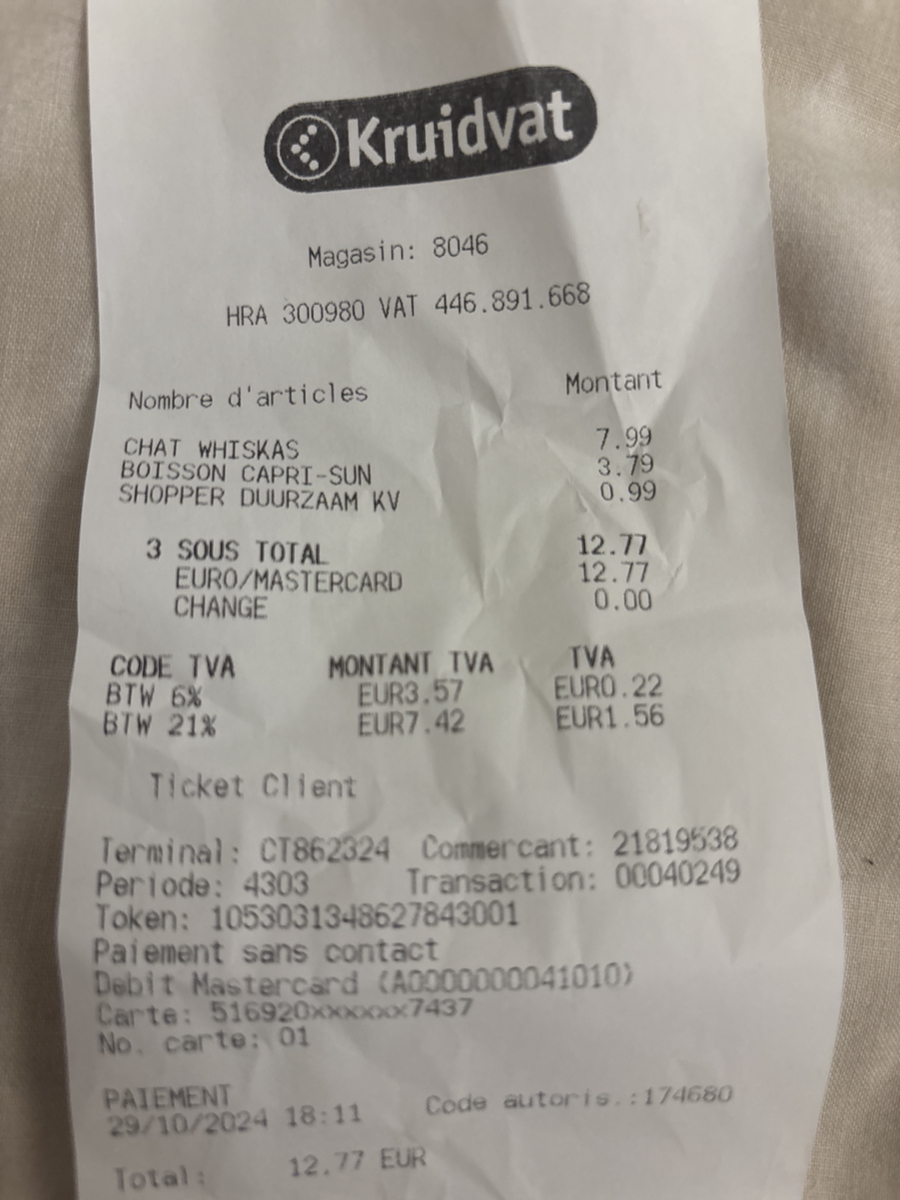 Kruidvat
Magasin: 8046
HRA 300980 VAT 446.891.668
Nombre d'articles Montant
CHAT WHISKAS 7.99
BOISSON CAPRI-SUN 3.79
SHOPPER DUURZAAM KV 0.99
3 SOUS TOTAL 12.77
EURO/MASTERCARD 12.77
CHANGE 0.00
CODE TVA MONTANT TVA TVA
BTW 6% EUR3.57 EUR0.22
BTW 21% EUR7.42 EUR1.56
Ticket Client
Terminal: CT862324 Commercant: 21819538
Periode: 4303 Transaction: 00040249
Token: 1053031348627843001
Paiement sans contact
Debit Mastercard (A0000000041010)
Carte: 516920xxxxxx7437
No. carte: 01
PAIEMENT
29/10/2024 18:11 Code autoris.:174680
Total: 12.77 EUR